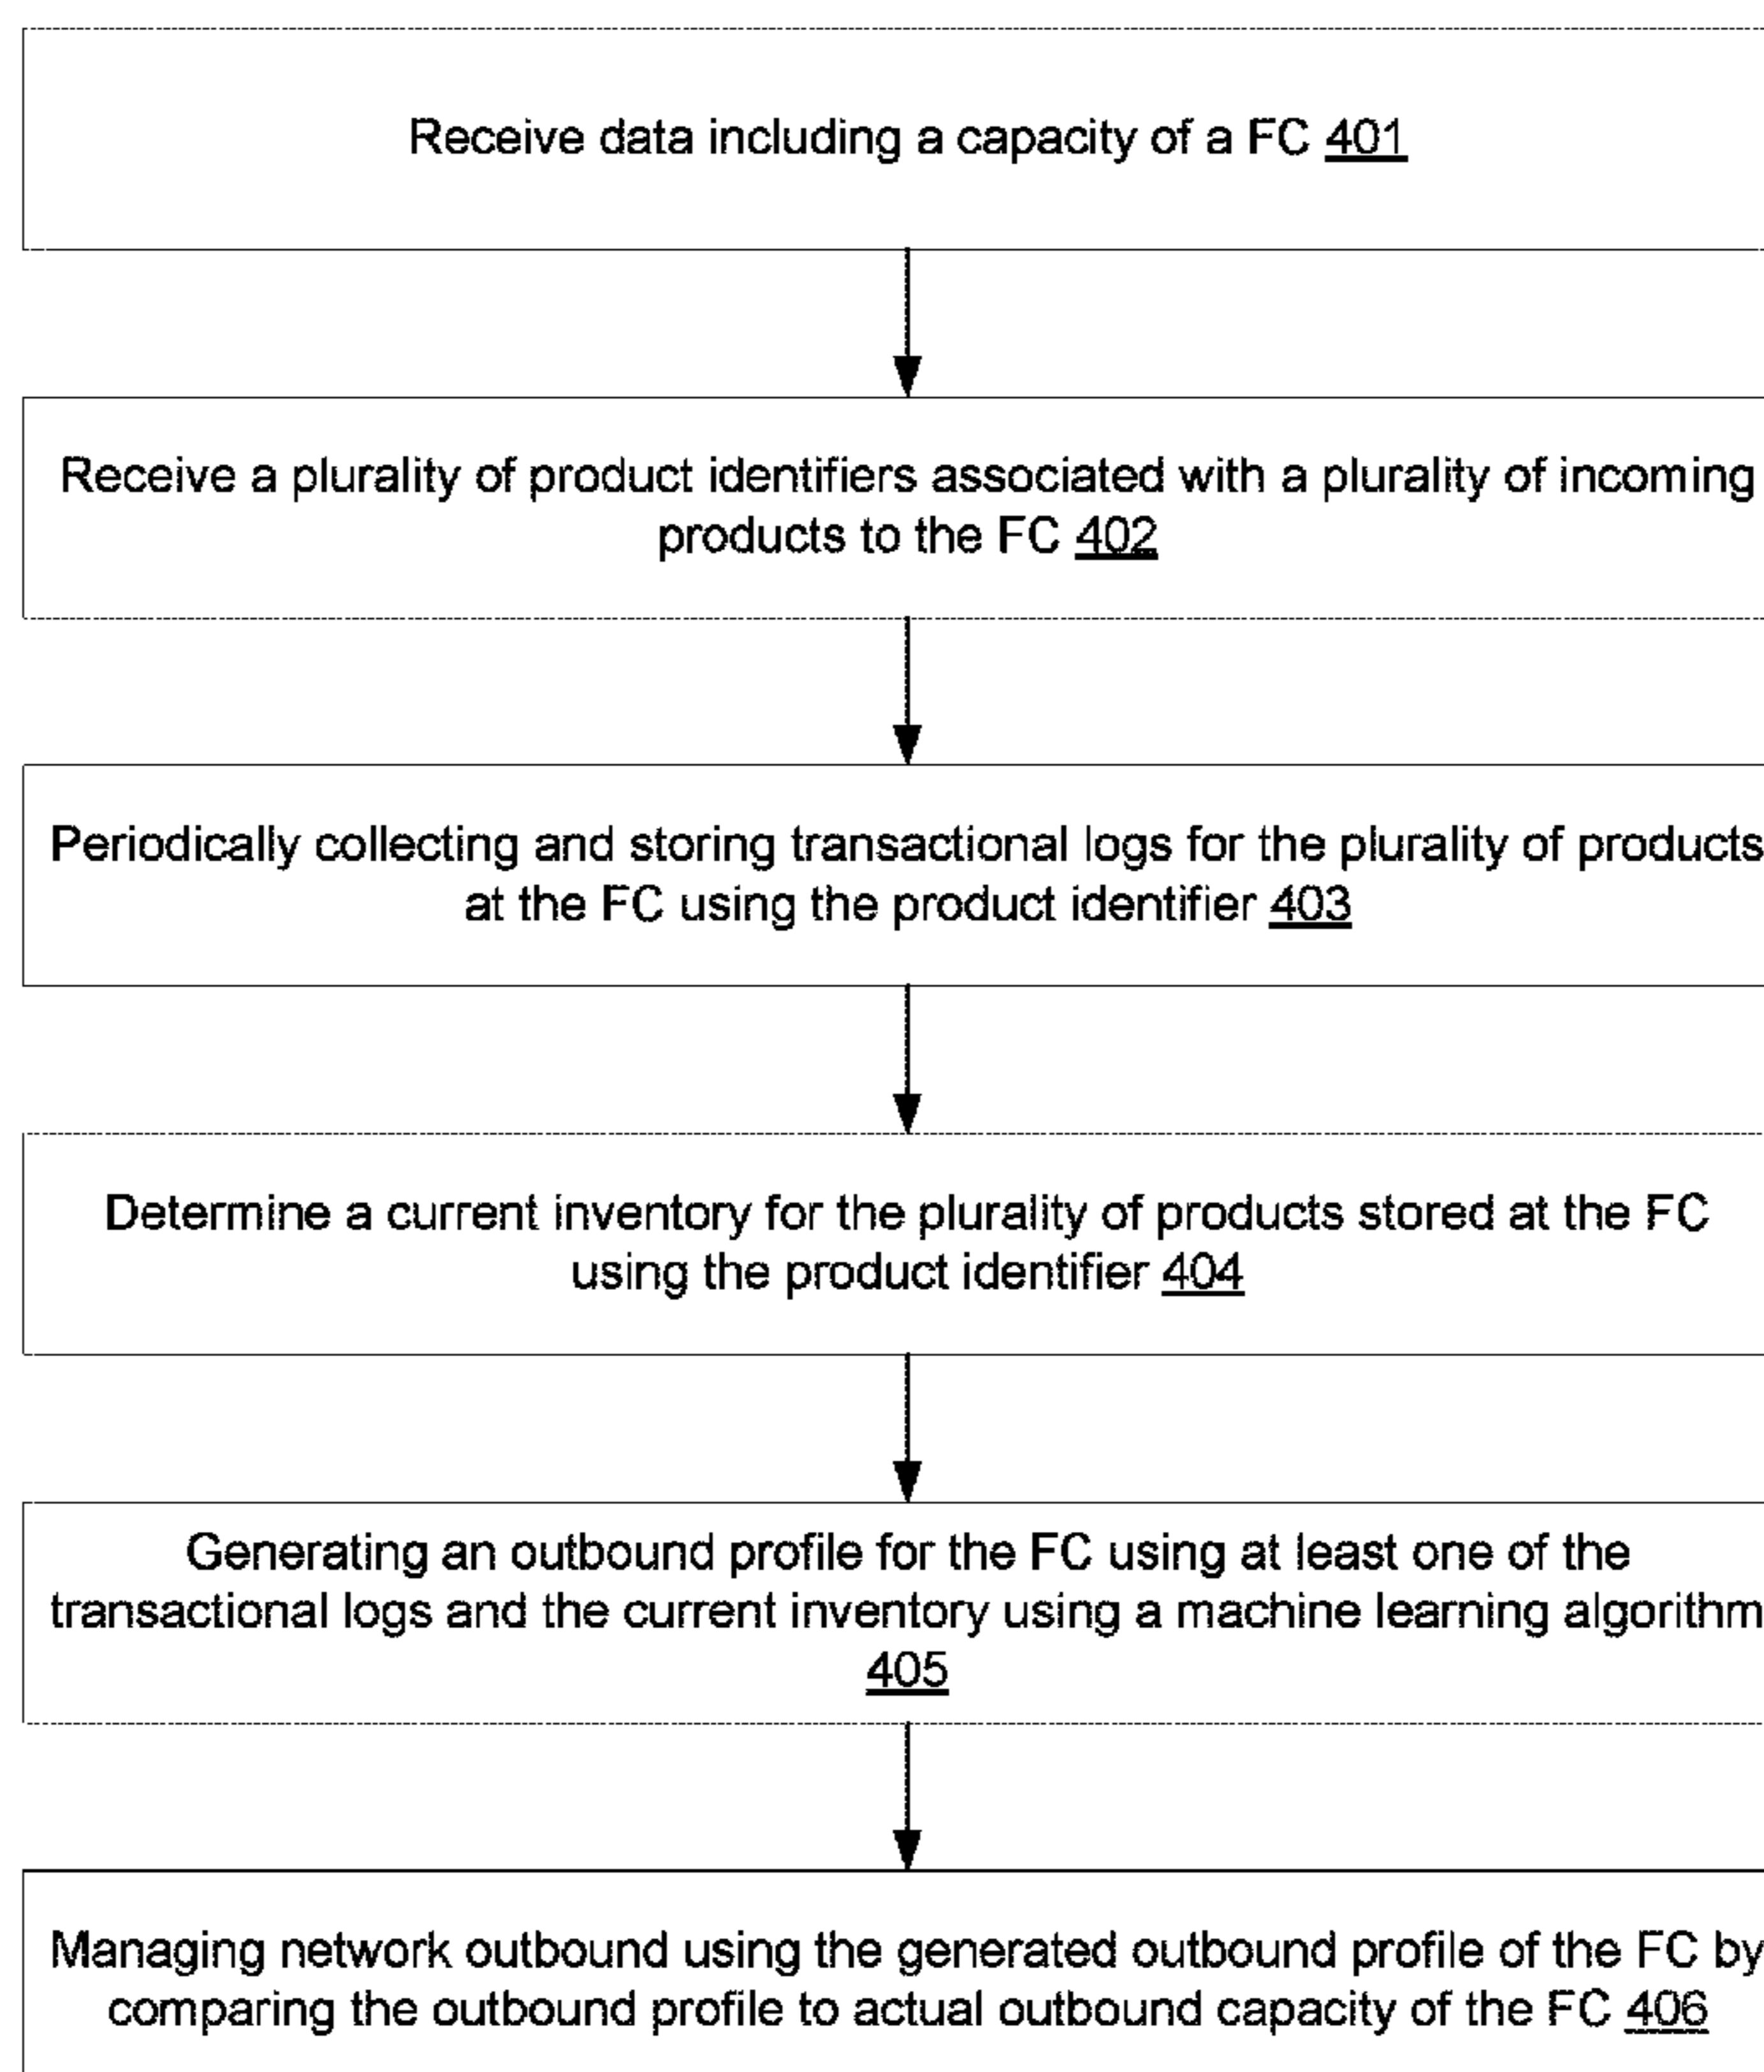 Receive data including a capacity of a FC 401
Receive a plurality of product identifiers associated with a plurality of incoming
products to the FC 402
Periodically collecting and storing transactional logs for the plurality of products
at the FC using the product identifier 403
Determine a current inventory for the plurality of products stored at the FC
using the product identifier 404
Generating an outbound profile for the FC using at least one of the
transactional logs and the current inventory using a machine learning algorithm
405
Managing network outbound using the generated outbound profile of the FC by
comparing the outbound profile to actual outbound capacity of the FC 406